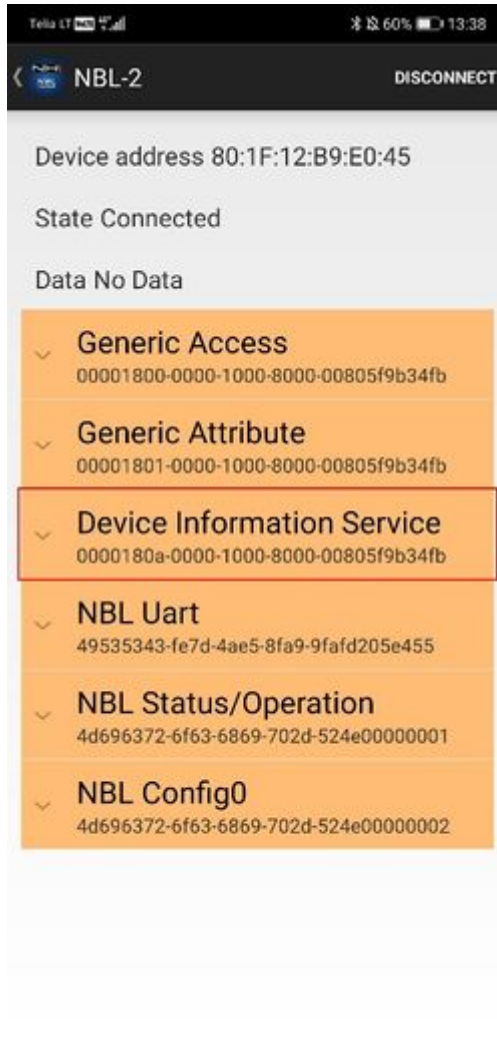 Telia LT
60% 13:38
NBL-2 DISCONNECT
Device address 80:1F:12:B9:E0:45
State Connected
Data No Data
Generic Access
00001800-0000-1000-8000-00805f9b34fb
Generic Attribute
00001801-0000-1000-8000-00805f9b34fb
Device Information Service
0000180a-0000-1000-8000-00805f9b34fb
NBL Uart
49535343-fe7d-4ae5-8fa9-9fafd205e455
NBL Status/Operation
4d696372-6f63-6869-702d-524e00000001
NBL Config0
4d696372-6f63-6869-702d-524e00000002